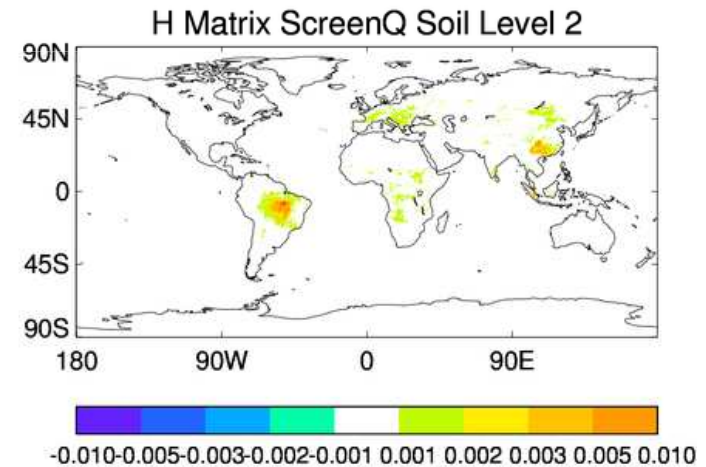 H Matrix ScreenQ Soil Level 2
90N
45N
0
45S
90S
180 90W 0 90E
-0.010-0.005-0.003-0.002-0.001 0.001 0.002 0.003 0.005 0.010